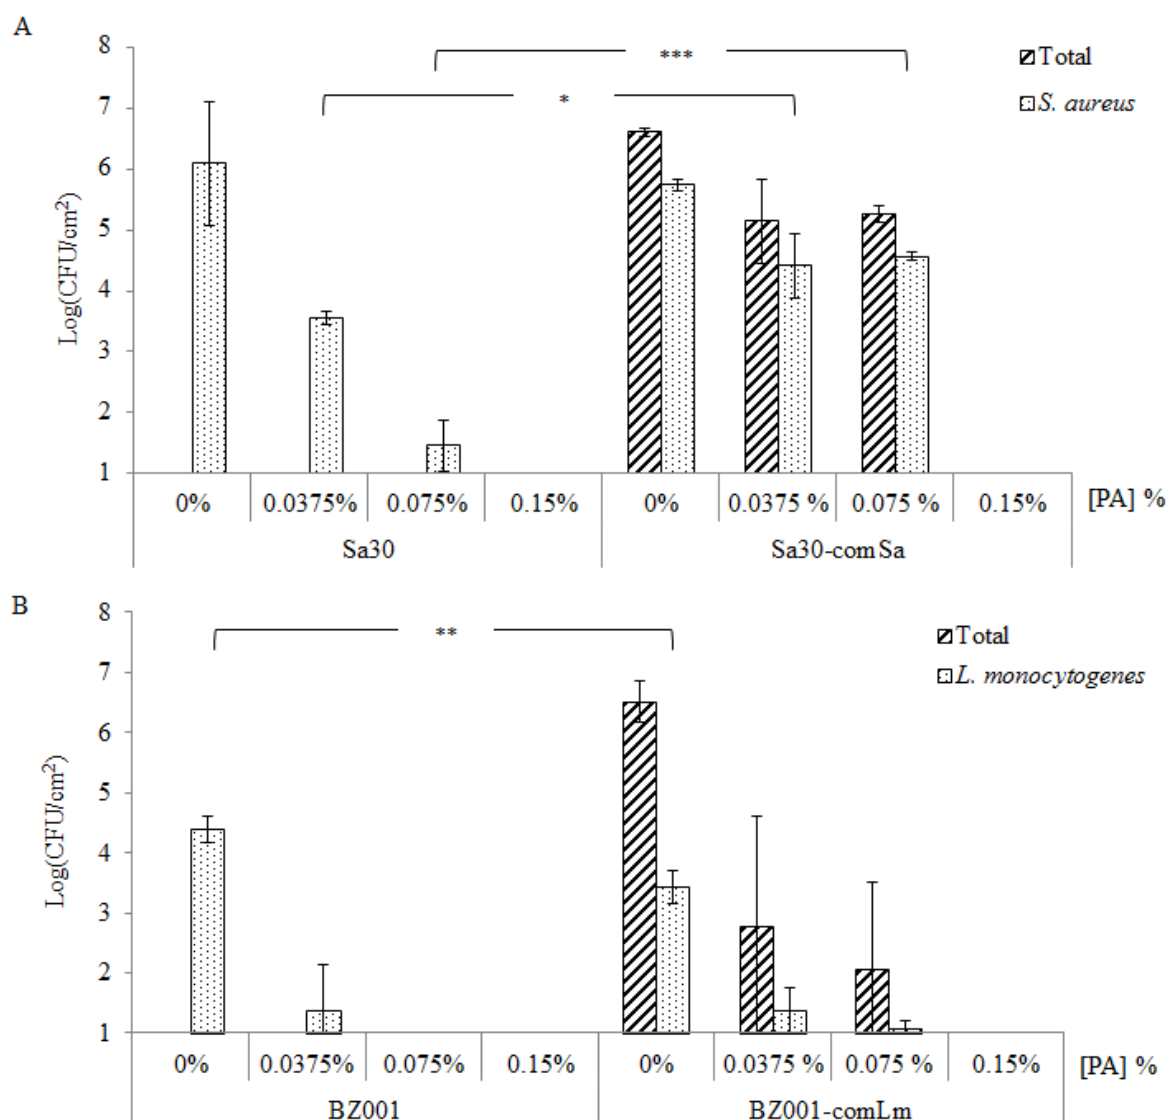 A
8
7
6
5
4
3
2
1
Log(CFU/cm²)
***
*
Total
S. aureus
0% 0.0375% 0.075% 0.15% 0% 0.0375 % 0.075 % 0.15% [PA] %
Sa30 Sa30-comSa
B
8
7
6
5
4
3
2
1
Log(CFU/cm²)
**
Total
L. monocytogenes
0% 0.0375 % 0.075% 0.15% 0% 0.0375 % 0.075 % 0.15% [PA] %
BZ001 BZ001-comLm